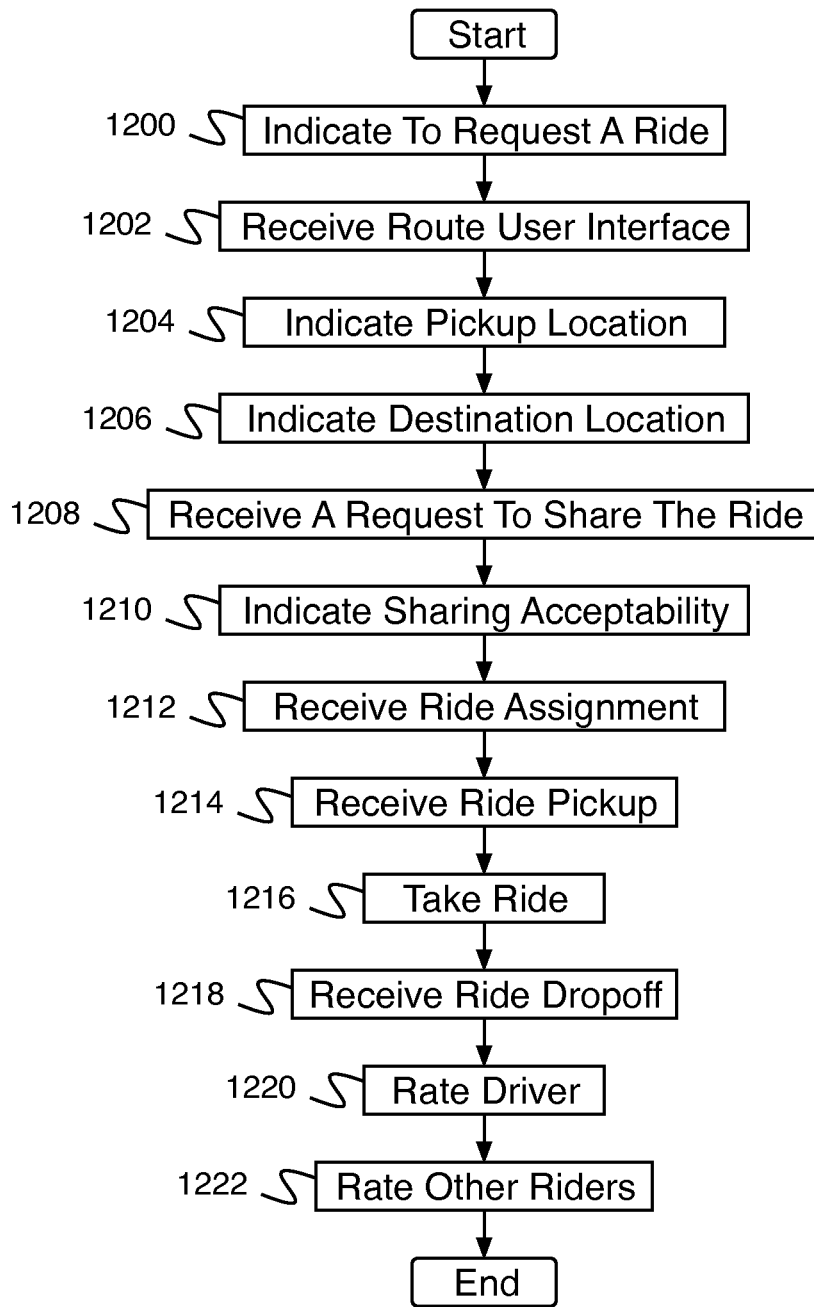 Start
1200 Indicate To Request A Ride
1202 Receive Route User Interface
1204 Indicate Pickup Location
1206 Indicate Destination Location
1208 Receive A Request To Share The Ride
1210 Indicate Sharing Acceptability
1212 Receive Ride Assignment
1214 Receive Ride Pickup
1216 Take Ride
1218 Receive Ride Dropoff
1220 Rate Driver
1222 Rate Other Riders
End